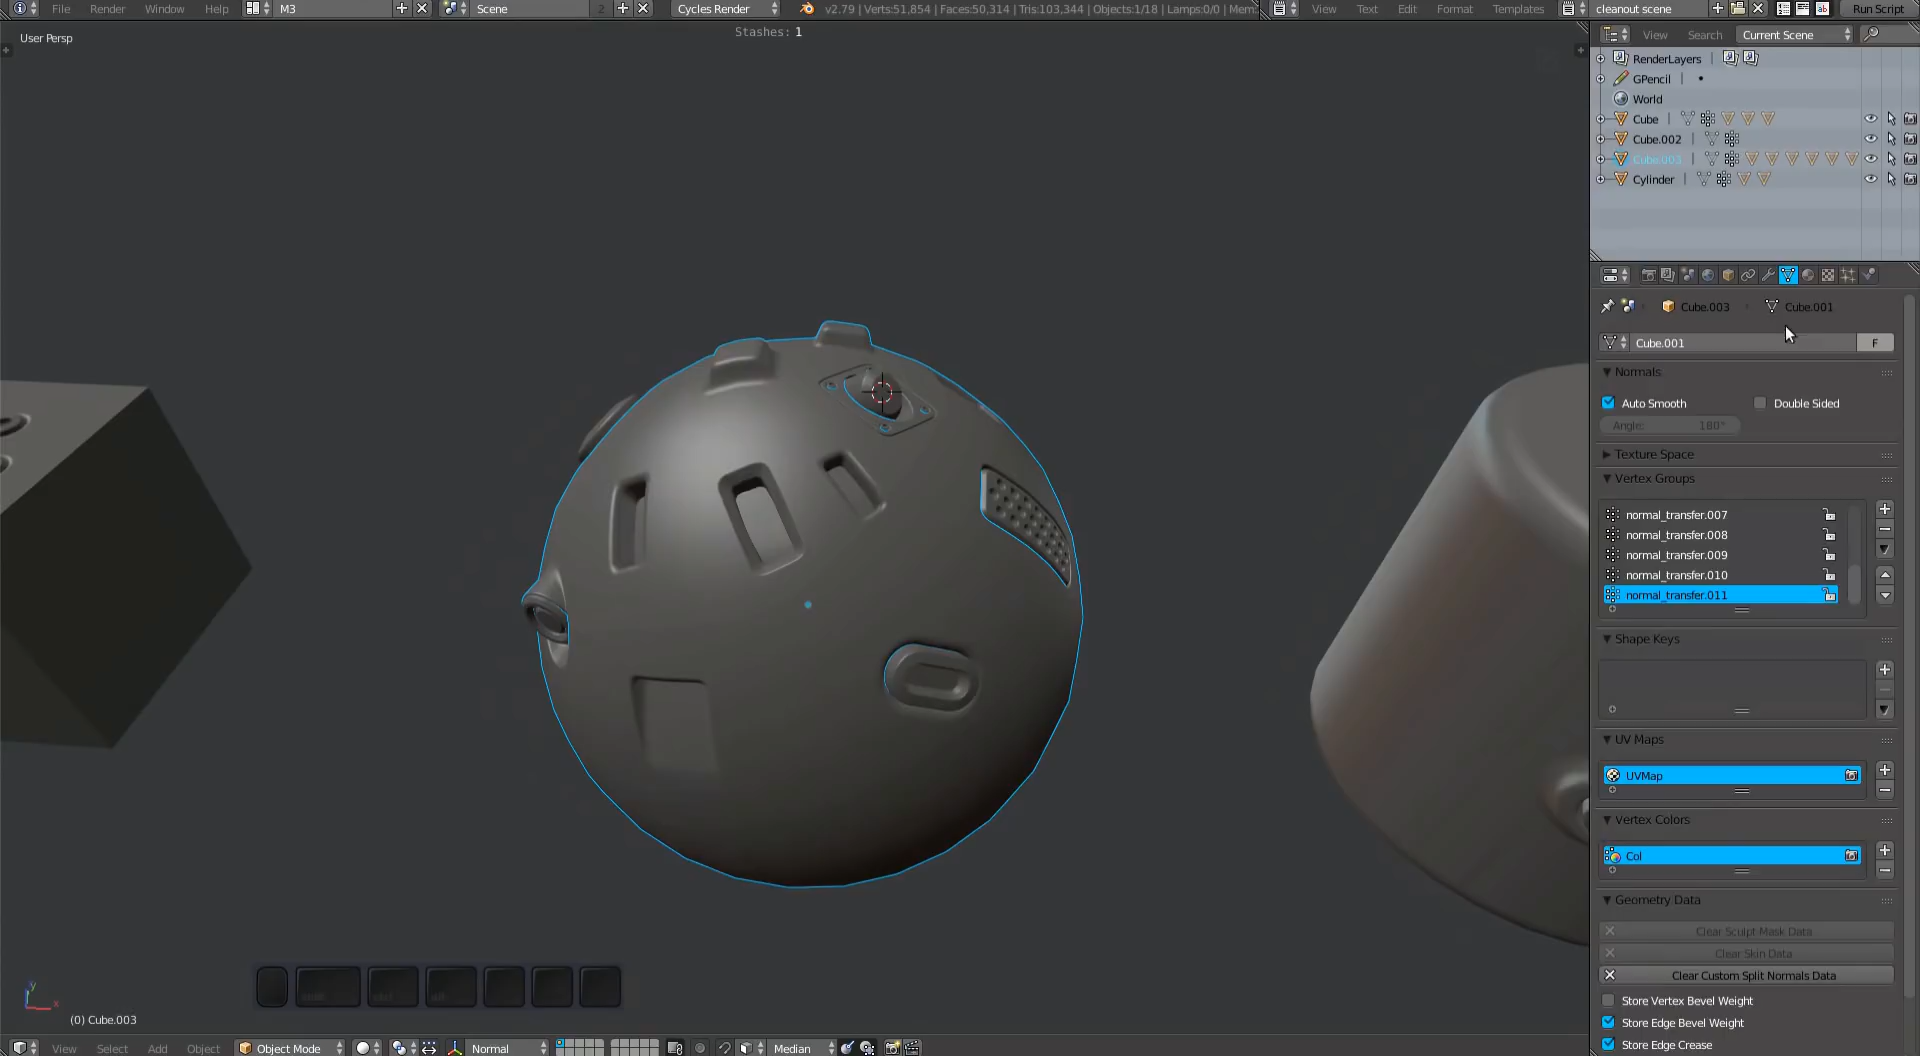 File Render Window Help M3 Scene 2 Cycles Render v2.79 | Verts:51,854 | Faces:50,314 | Tris:103,344 | Objects:1/18 | Lamps:0/0 | Mem: View Text Edit Format Templates cleanout scene Run Script
User Persp
Stashes: 1
View Search Current Scene
RenderLayers
GPencil
World
Cube
Cube.002
Cube.003
Cylinder
Cube.003 Cube.001
Cube.001 F
Normals
Auto Smooth Double Sided
Angle: 180°
Texture Space
Vertex Groups
normal_transfer.007
normal_transfer.008
normal_transfer.009
normal_transfer.010
normal_transfer.011
Shape Keys
UV Maps
UVMap
Vertex Colors
Col
Geometry Data
Clear Sculpt-Mask Data
Clear Skin Data
Clear Custom Split Normals Data
Store Vertex Bevel Weight
Store Edge Bevel Weight
Store Edge Crease
y
x
(0) Cube.003
View Select Add Object Object Mode Normal Median